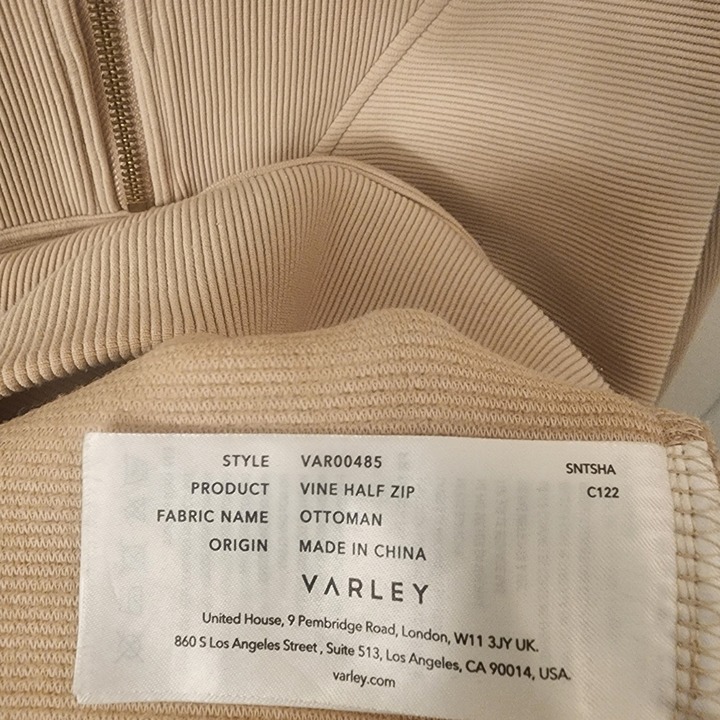 STYLE VAR00485 SNTSHA
PRODUCT VINE HALF ZIP C122
FABRIC NAME OTTOMAN
ORIGIN MADE IN CHINA
VARLEY
United House, 9 Pembridge Road, London, W11 3JY UK.
860 S Los Angeles Street , Suite 513, Los Angeles, CA 90014, USA.
varley.com